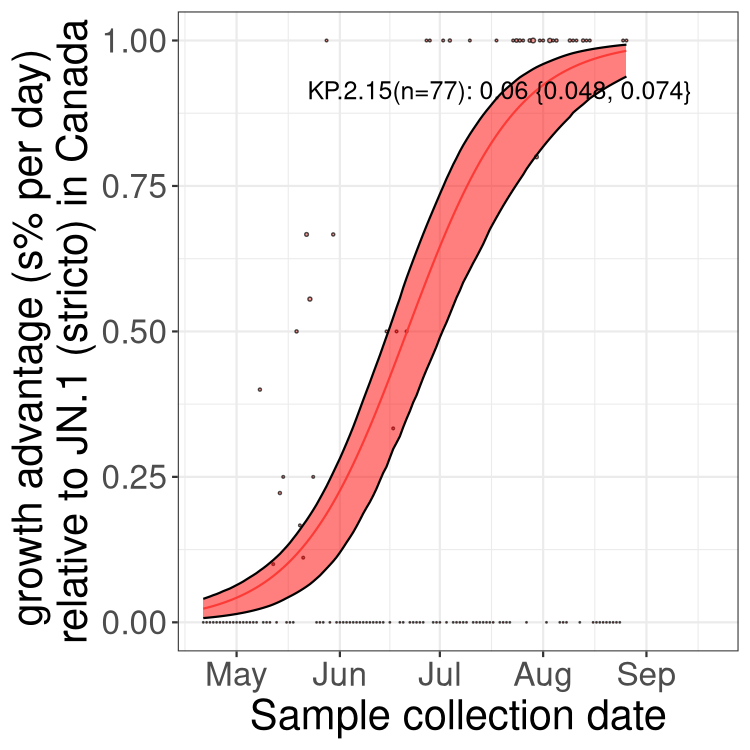 growth advantage (s% per day)
relative to JN.1 (stricto) in Canada
1.00
0.75
0.50
0.25
0.00
KP.2.15(n=77): 0.06 {0.048, 0.074}
May Jun Jul Aug Sep
Sample collection date